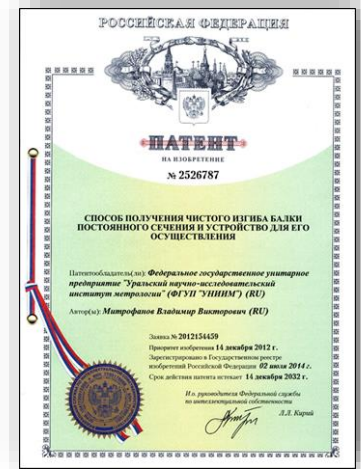 РОССИЙСКАЯ ФЕДЕРАЦИЯ
ПАТЕНТ
НА ИЗОБРЕТЕНИЕ
№ 2526787
СПОСОБ ПОЛУЧЕНИЯ ЧИСТОГО ИЗГИБА БАЛКИ
ПОСТОЯННОГО СЕЧЕНИЯ И УСТРОЙСТВО ДЛЯ ЕГО
ОСУЩЕСТВЛЕНИЯ
Патентообладатель(ли): Федеральное государственное унитарное
предприятие "Уральский научно-исследовательский
институт метрологии" (ФГУП "УНИИМ") (RU)
Автор(ы): Митрофанов Владимир Викторович (RU)
Заявка № 2012154459
Приоритет изобретения 14 декабря 2012 г.
Зарегистрировано в Государственном реестре
изобретений Российской Федерации 02 июля 2014 г.
Срок действия патента истекает 14 декабря 2032 г.
И.о. руководителя Федеральной службы
по интеллектуальной собственности
Л.Л. Кирий